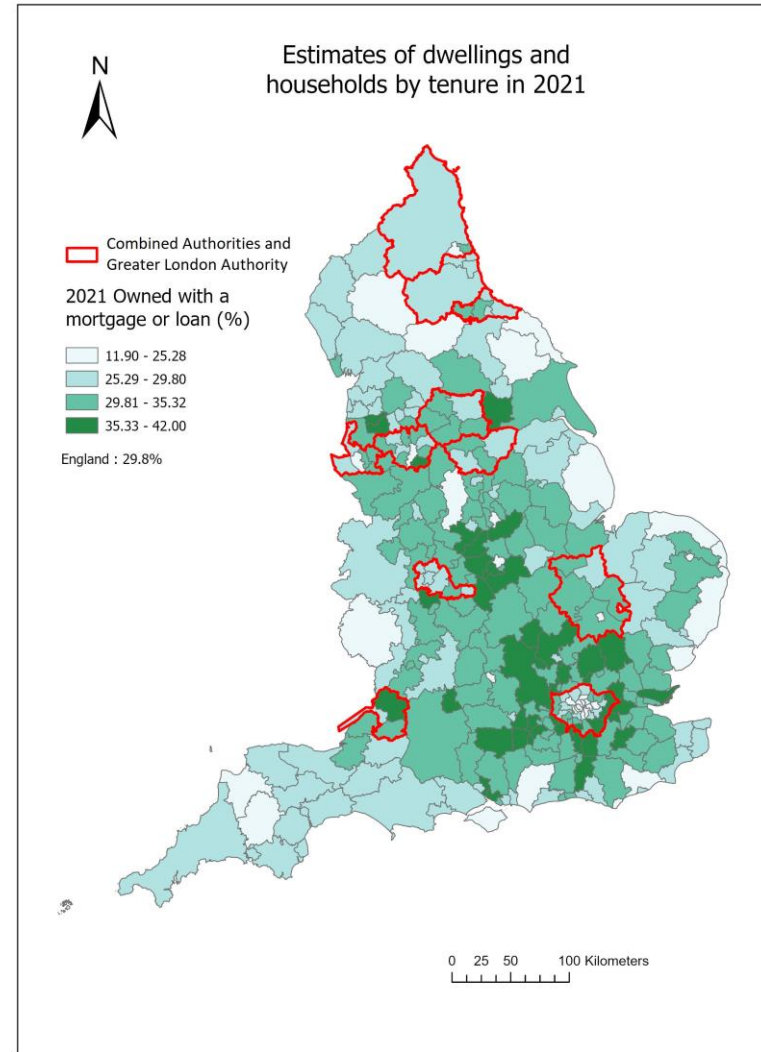 Estimates of dwellings and
households by tenure in 2021
N
Combined Authorities and
Greater London Authority
2021 Owned with a
mortgage or loan (%)
11.90 - 25.28
25.29 - 29.80
29.81 - 35.32
35.33 - 42.00
England : 29.8%
0 25 50 100 Kilometers